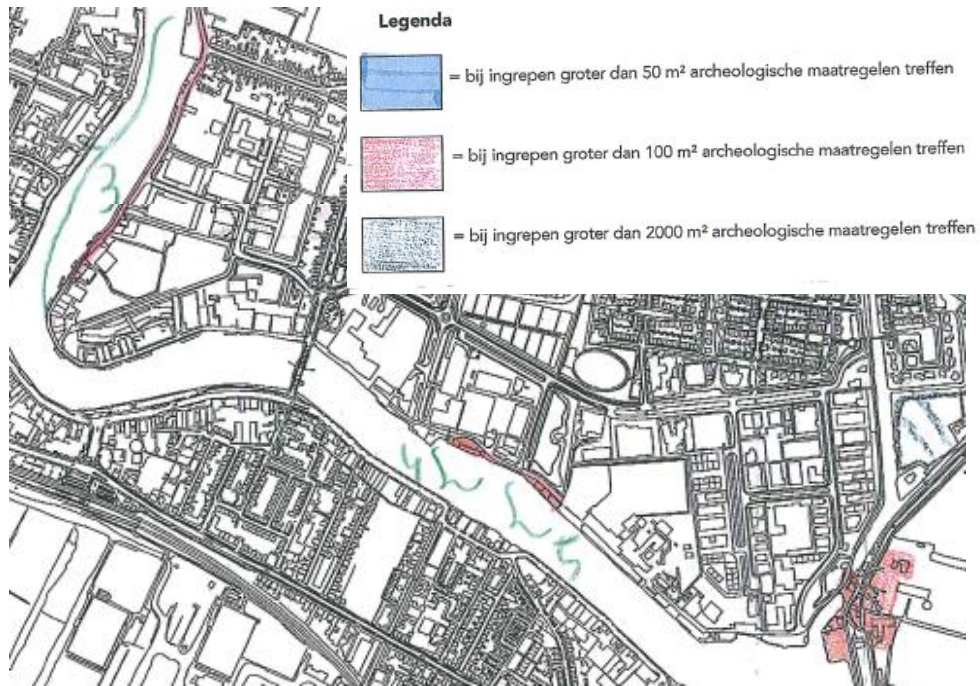 Legenda
= bij ingrepen groter dan 50 m² archeologische maatregelen treffen
= bij ingrepen groter dan 100 m² archeologische maatregelen treffen
= bij ingrepen groter dan 2000 m² archeologische maatregelen treffen
3
4
5